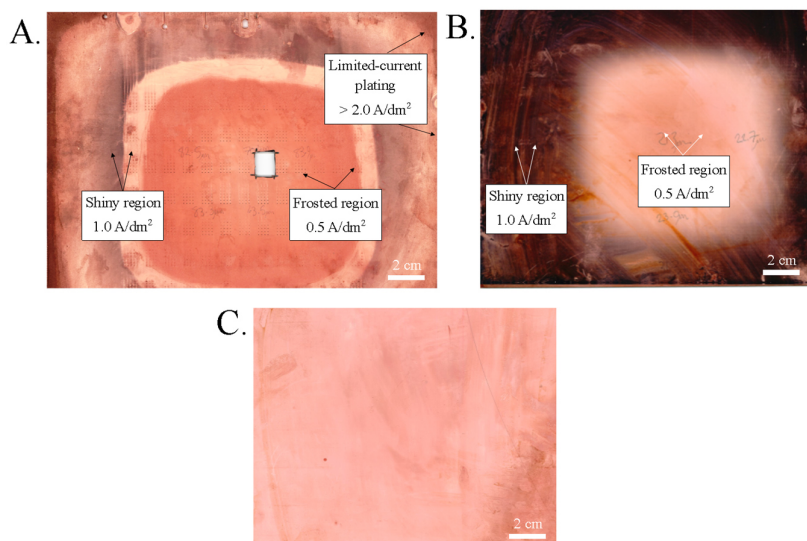 A.
Limited-current
plating
> 2.0 A/dm²
Shiny region
1.0 A/dm²
Frosted region
0.5 A/dm²
2 cm
B.
Shiny region
1.0 A/dm²
Frosted region
0.5 A/dm²
2 cm
C.
2 cm